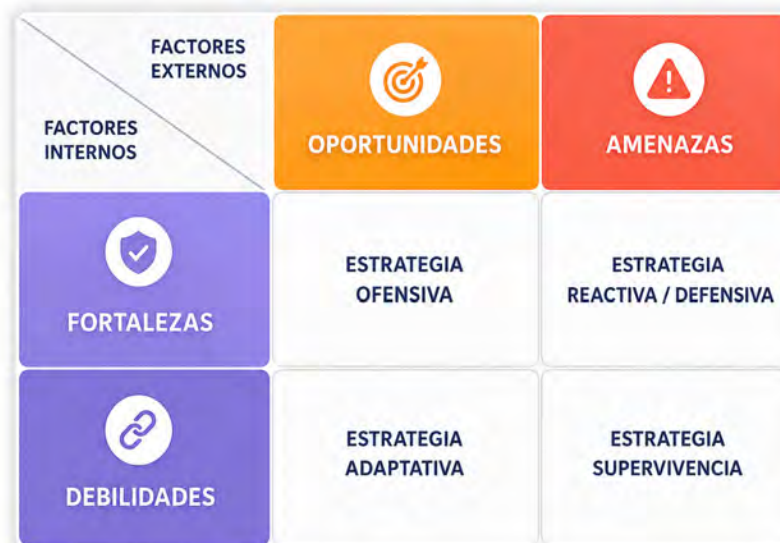 FACTORES
EXTERNOS
FACTORES
INTERNOS
OPORTUNIDADES
AMENAZAS
FORTALEZAS
ESTRATEGIA
OFENSIVA
ESTRATEGIA
REACTIVA / DEFENSIVA
DEBILIDADES
ESTRATEGIA
ADAPTATIVA
ESTRATEGIA
SUPERVIVENCIA